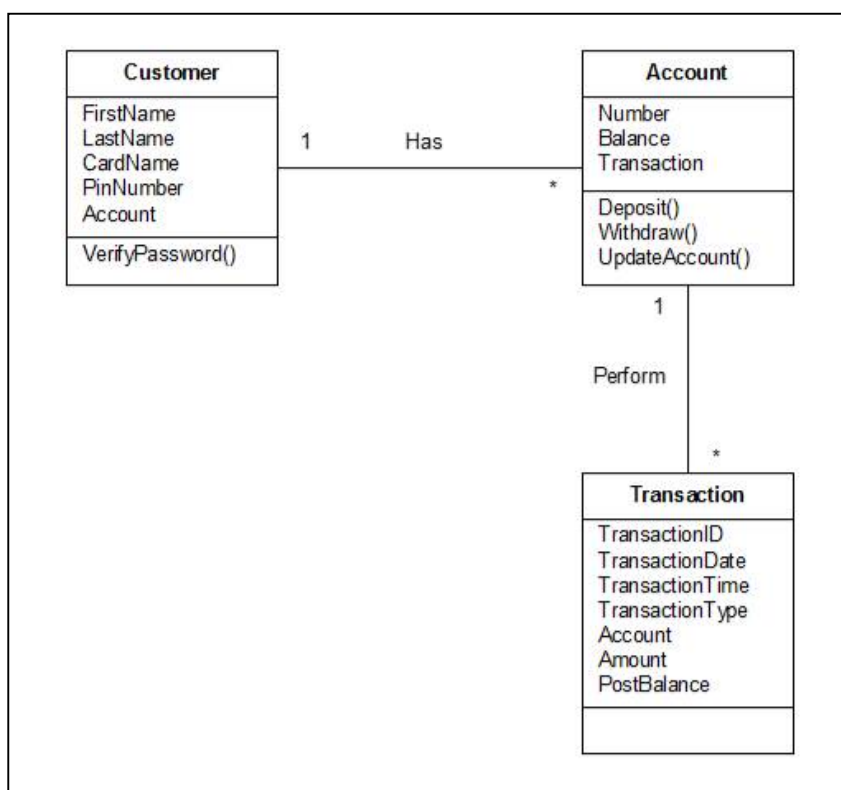 Customer
FirstName
LastName
CardName
PinNumber
Account
VerifyPassword()
1
Has
*
Account
Number
Balance
Transaction
Deposit()
Withdraw()
UpdateAccount()
1
Perform
*
Transaction
TransactionID
TransactionDate
TransactionTime
TransactionType
Account
Amount
PostBalance